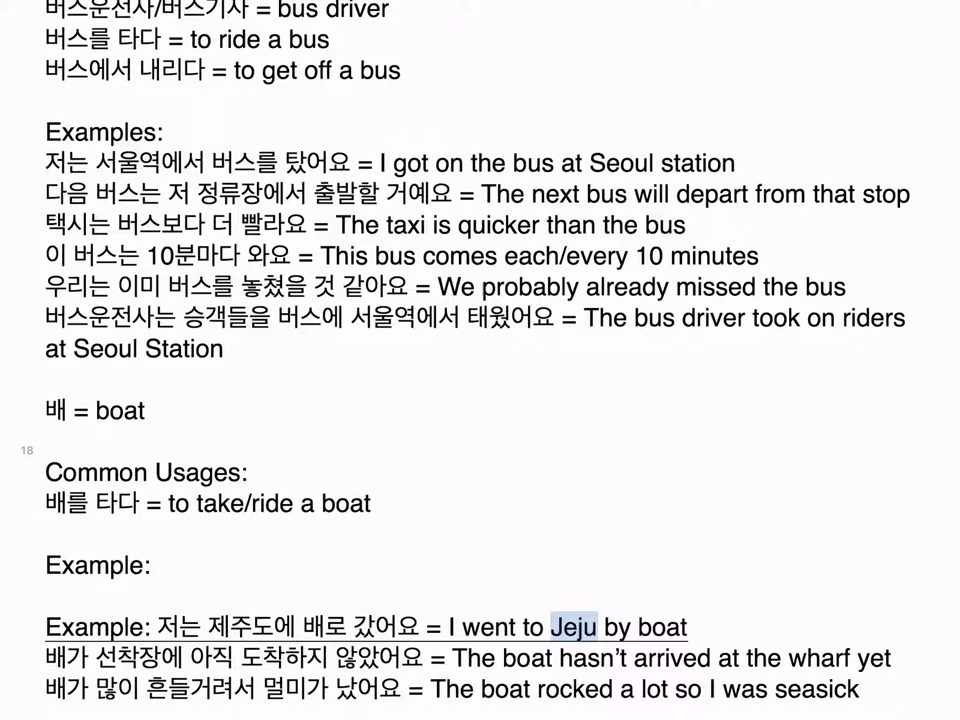 버스운전사/버스기사 = bus driver
버스를 타다 = to ride a bus
버스에서 내리다 = to get off a bus
Examples:
저는 서울역에서 버스를 탔어요 = I got on the bus at Seoul station
다음 버스는 저 정류장에서 출발할 거예요 = The next bus will depart from that stop
택시는 버스보다 더 빨라요 = The taxi is quicker than the bus
이 버스는 10분마다 와요 = This bus comes each/every 10 minutes
우리는 이미 버스를 놓쳤을 것 같아요 = We probably already missed the bus
버스운전사는 승객들을 버스에 서울역에서 태웠어요 = The bus driver took on riders
at Seoul Station
배 = boat
18
Common Usages:
배를 타다 = to take/ride a boat
Example:
Example: 저는 제주도에 배로 갔어요 = I went to Jeju by boat
배가 선착장에 아직 도착하지 않았어요 = The boat hasn’t arrived at the wharf yet
배가 많이 흔들거려서 멀미가 났어요 = The boat rocked a lot so I was seasick